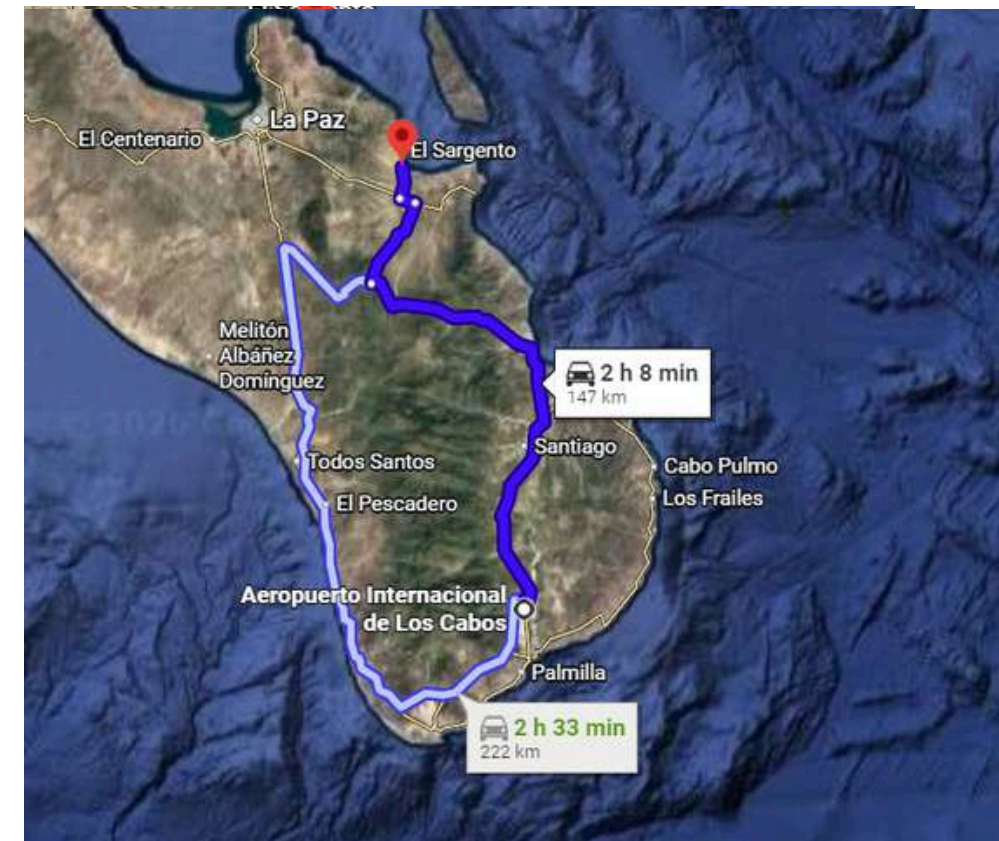 La Paz
El Centenario
El Sargento
Melitón
Albáñez
Domínguez
2 h 8 min
147 km
Santiago
Todos Santos
Cabo Pulmo
Los Frailes
El Pescadero
Aeropuerto Internacional
de Los Cabos
Palmilla
2 h 33 min
222 km